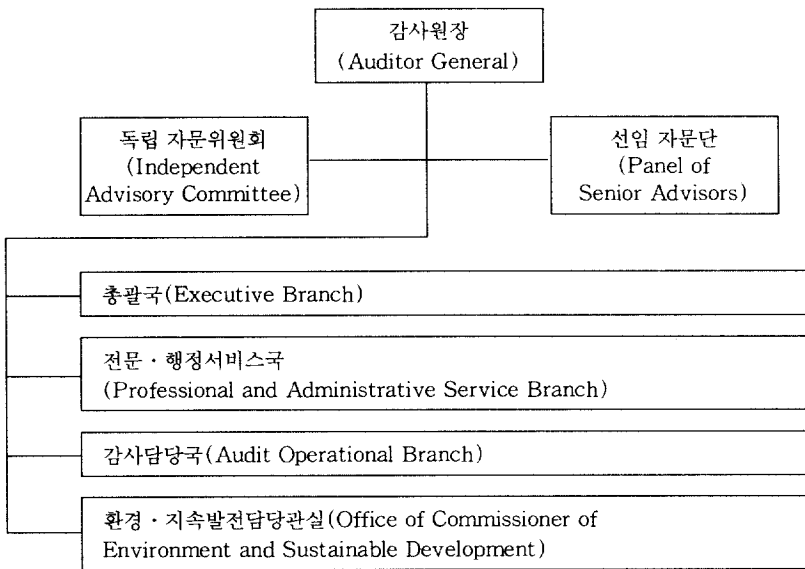 감사원장
(Auditor General)
독립 자문위원회
(Independent
Advisory Committee)
선임 자문단
(Panel of
Senior Advisors)
총괄국(Executive Branch)
전문·행정서비스국
(Professional and Administrative Service Branch)
감사담당국(Audit Operational Branch)
환경·지속발전담당관실(Office of Commissioner of
Environment and Sustainable Development)